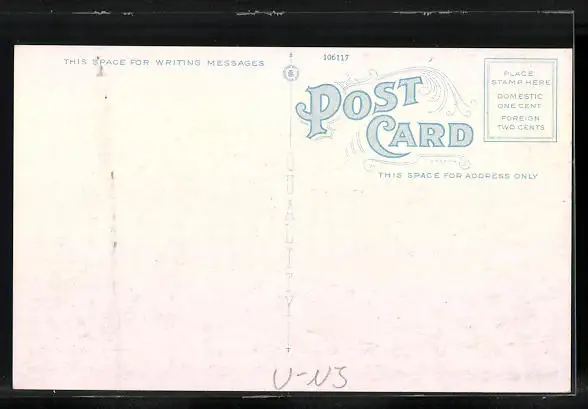 THIS SPACE FOR WRITING MESSAGES
106117
POST
CARD
PLACE
STAMP HERE
DOMESTIC
ONE CENT
FOREIGN
TWO CENTS
THIS SPACE FOR ADDRESS ONLY
QUALITY
U-N3